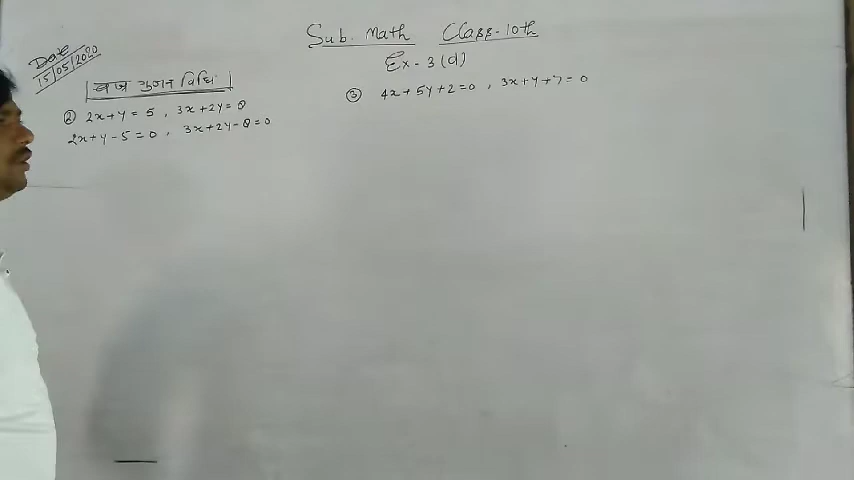 Sub. Math Class-10th
Date
15/05/2020
Ex-3(d)
वज्र गुणन विधि
② 2x+y=5, 3x+2y=8
2x+y-5=0, 3x+2y-8=0
③ 4x+5y+2=0, 3x+y+7=0